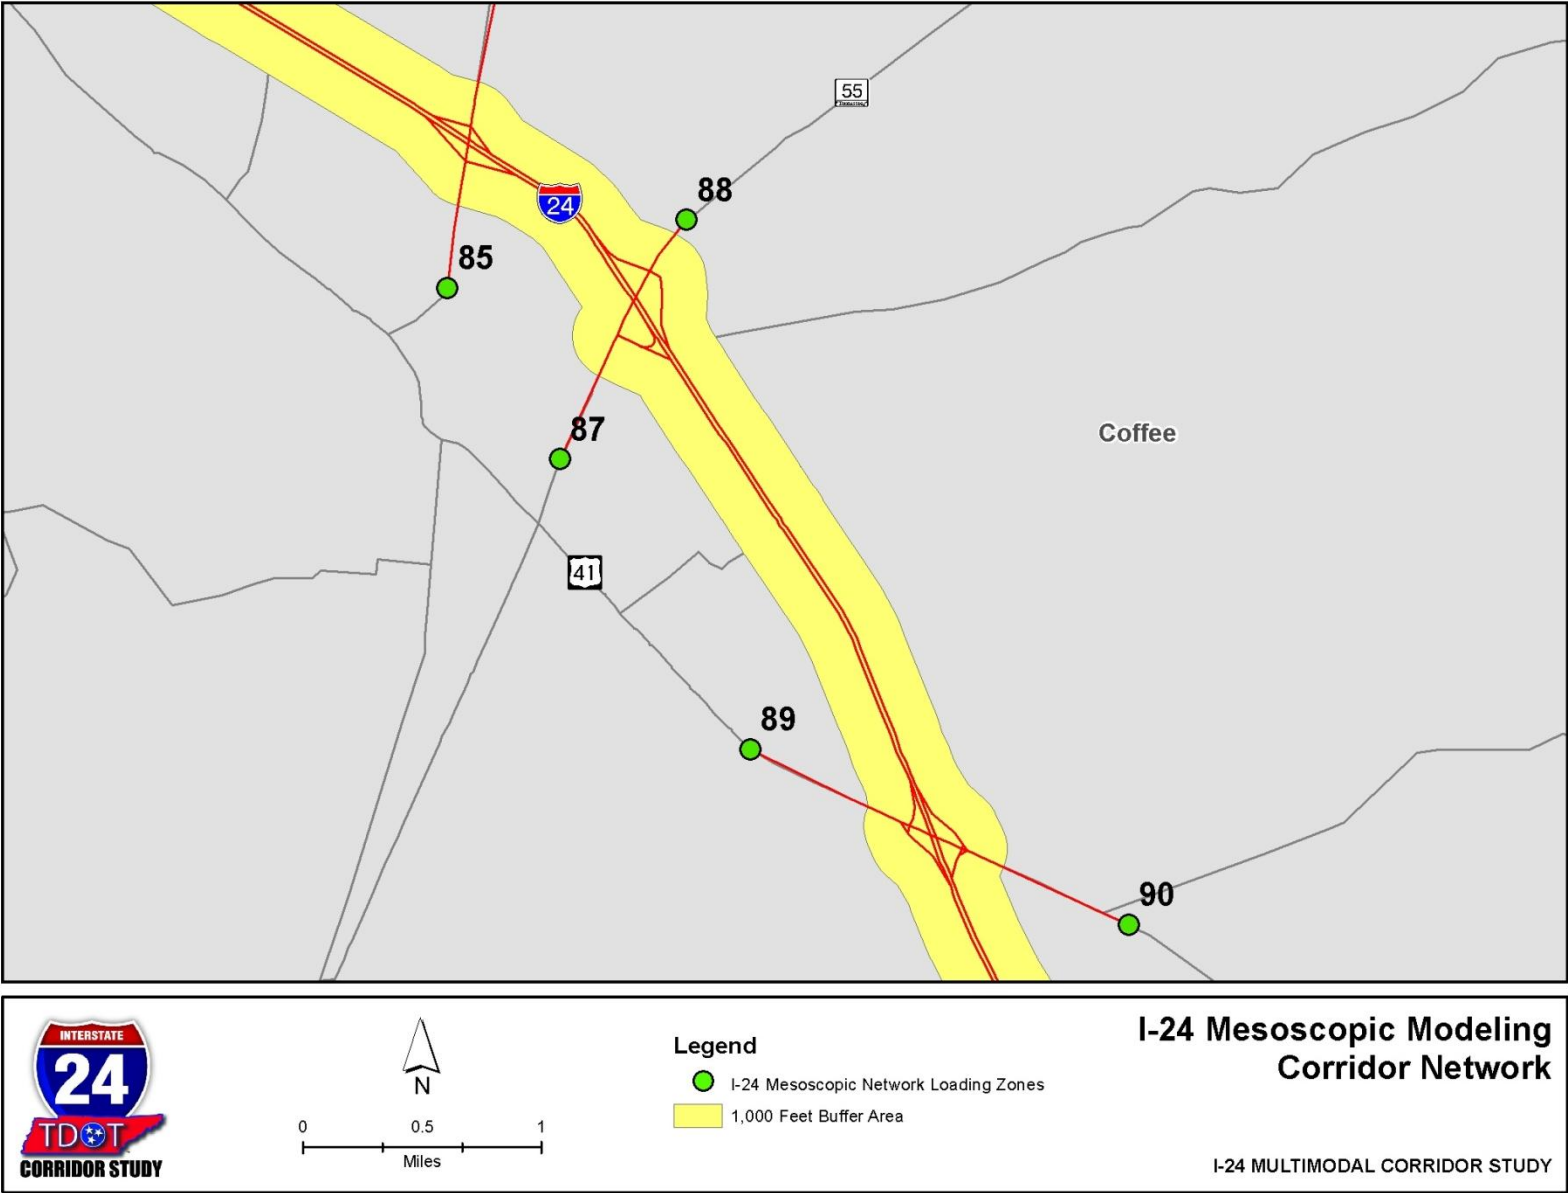 55
88
24
85
87
Coffee
41
89
90
INTERSTATE
24
TDOT
CORRIDOR STUDY
N
0 0.5 1
Miles
Legend
I-24 Mesoscopic Network Loading Zones
1,000 Feet Buffer Area
I-24 Mesoscopic Modeling
Corridor Network
I-24 MULTIMODAL CORRIDOR STUDY